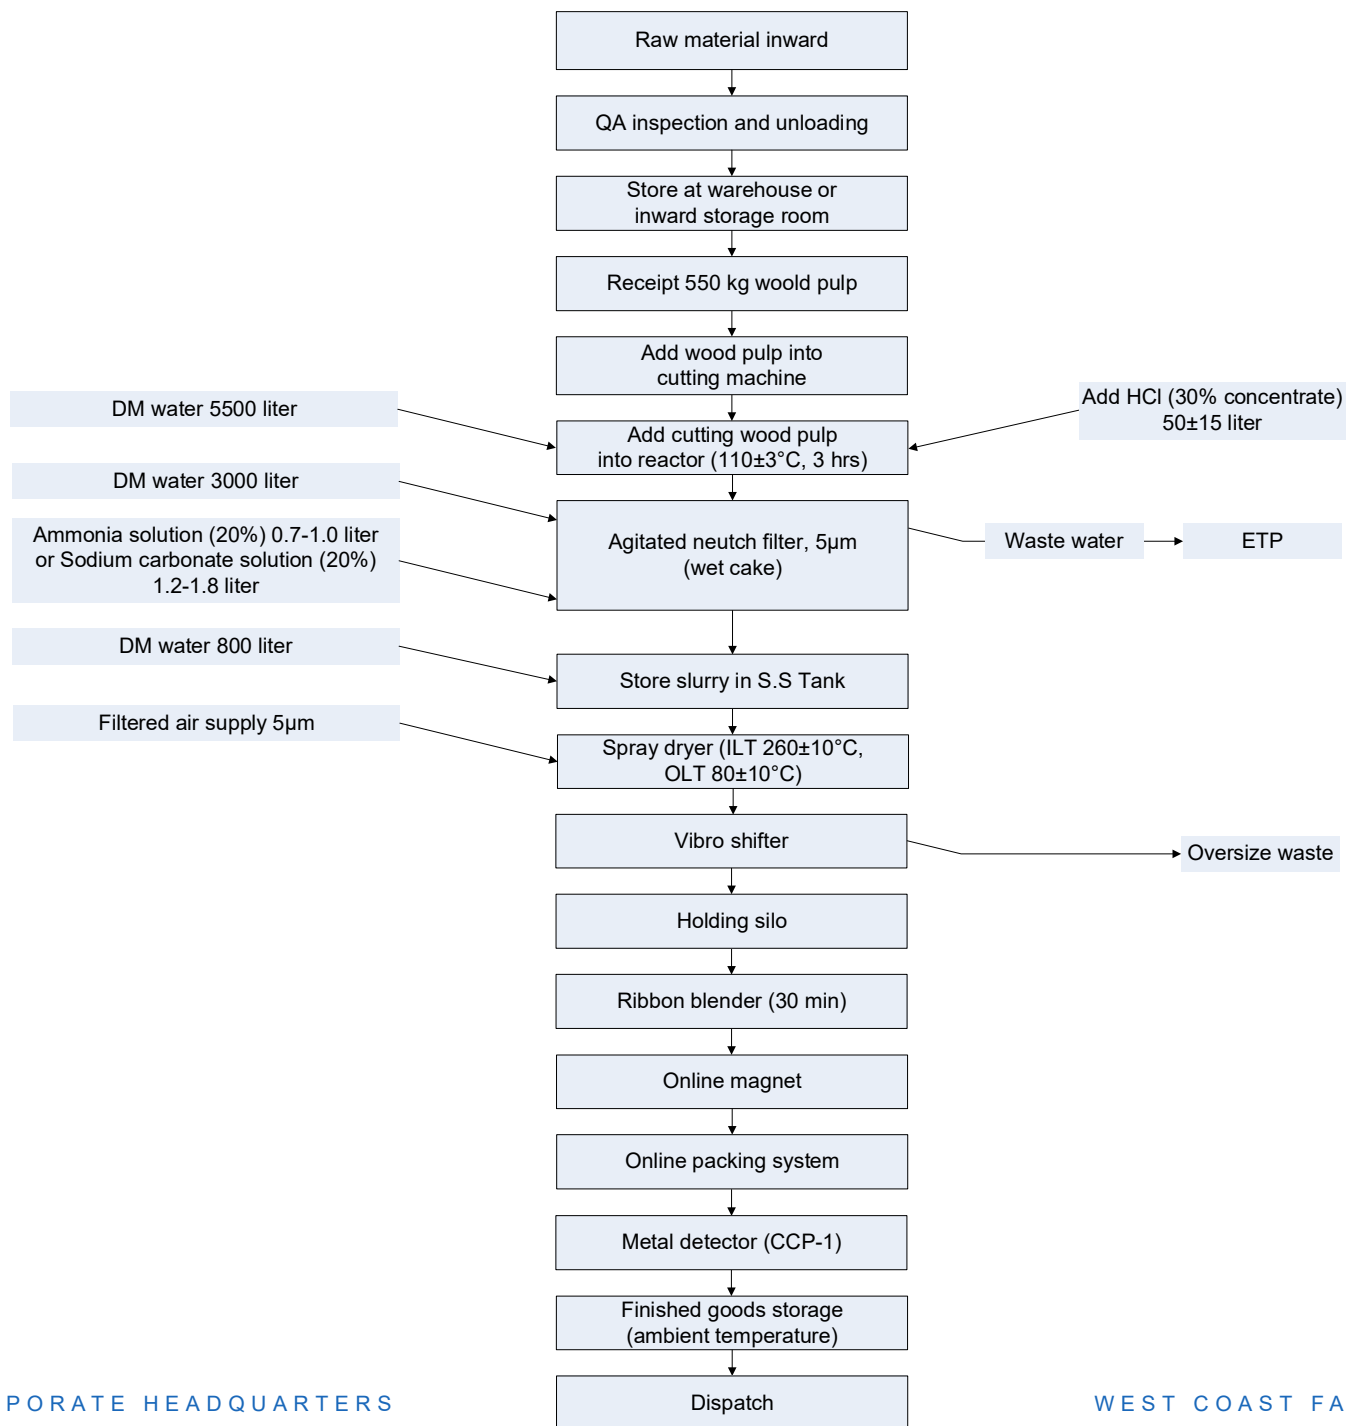 Raw material inward
QA inspection and unloading
Store at warehouse or
inward storage room
Receipt 550 kg woold pulp
Add wood pulp into
cutting machine
DM water 5500 liter
Add HCl (30% concentrate)
50±15 liter
Add cutting wood pulp
into reactor (110±3°C, 3 hrs)
DM water 3000 liter
Ammonia solution (20%) 0.7-1.0 liter
or Sodium carbonate solution (20%)
1.2-1.8 liter
Agitated neutch filter, 5µm
(wet cake)
Waste water
ETP
DM water 800 liter
Store slurry in S.S Tank
Filtered air supply 5µm
Spray dryer (ILT 260±10°C,
OLT 80±10°C)
Vibro shifter
Oversize waste
Holding silo
Ribbon blender (30 min)
Online magnet
Online packing system
Metal detector (CCP-1)
Finished goods storage
(ambient temperature)
Dispatch
PORATE HEADQUARTERS
WEST COAST FA